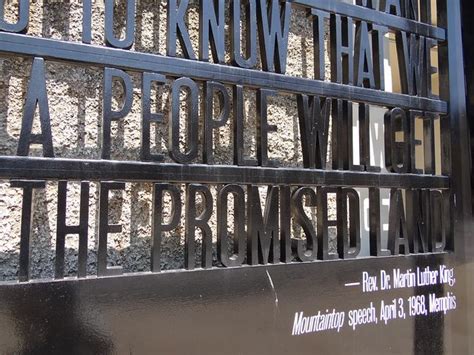 TO KNOW THAT WE
A PEOPLE WILL GET
THE PROMISED LAND
— Rev. Dr. Martin Luther King
Mountaintop speech, April 3, 1968, Memphis